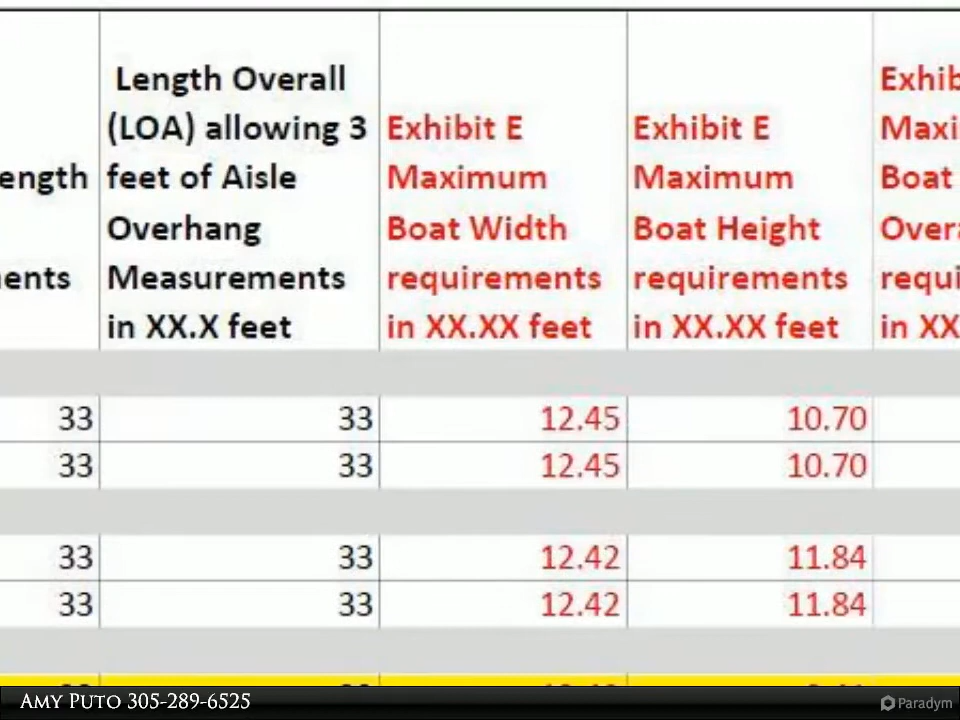 ength
ents
Length Overall
(LOA) allowing 3
feet of Aisle
Overhang
Measurements
in XX.X feet
Exhibit E
Maximum
Boat Width
requirements
in XX.XX feet
Exhibit E
Maximum
Boat Height
requirements
in XX.XX feet
Exhib
Maxi
Boat
Overa
requi
in XX
33 33 12.45 10.70
33 33 12.45 10.70
33 33 12.42 11.84
33 33 12.42 11.84
Amy Puto 305-289-6525
Paradym